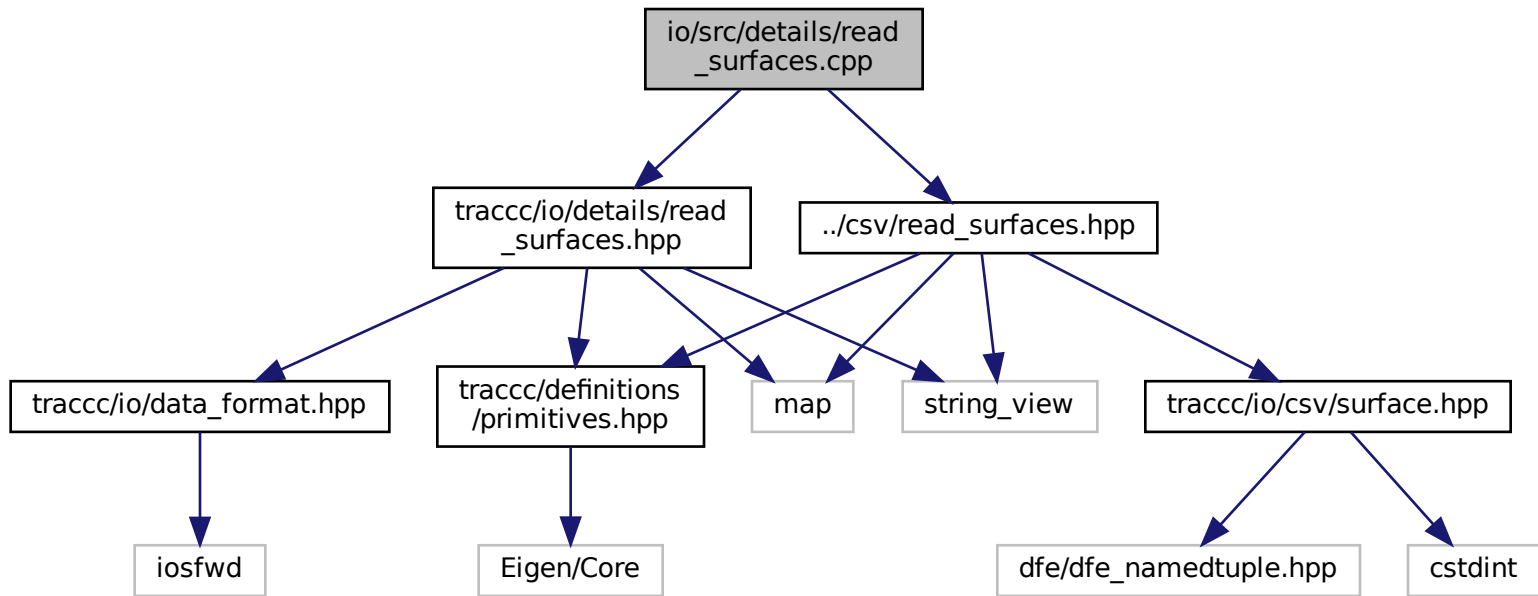 io/src/details/read
_surfaces.cpp
traccc/io/details/read
_surfaces.hpp
../csv/read_surfaces.hpp
traccc/io/data_format.hpp
traccc/definitions
/primitives.hpp
map
string_view
traccc/io/csv/surface.hpp
iosfwd
Eigen/Core
dfe/dfe_namedtuple.hpp
cstdint